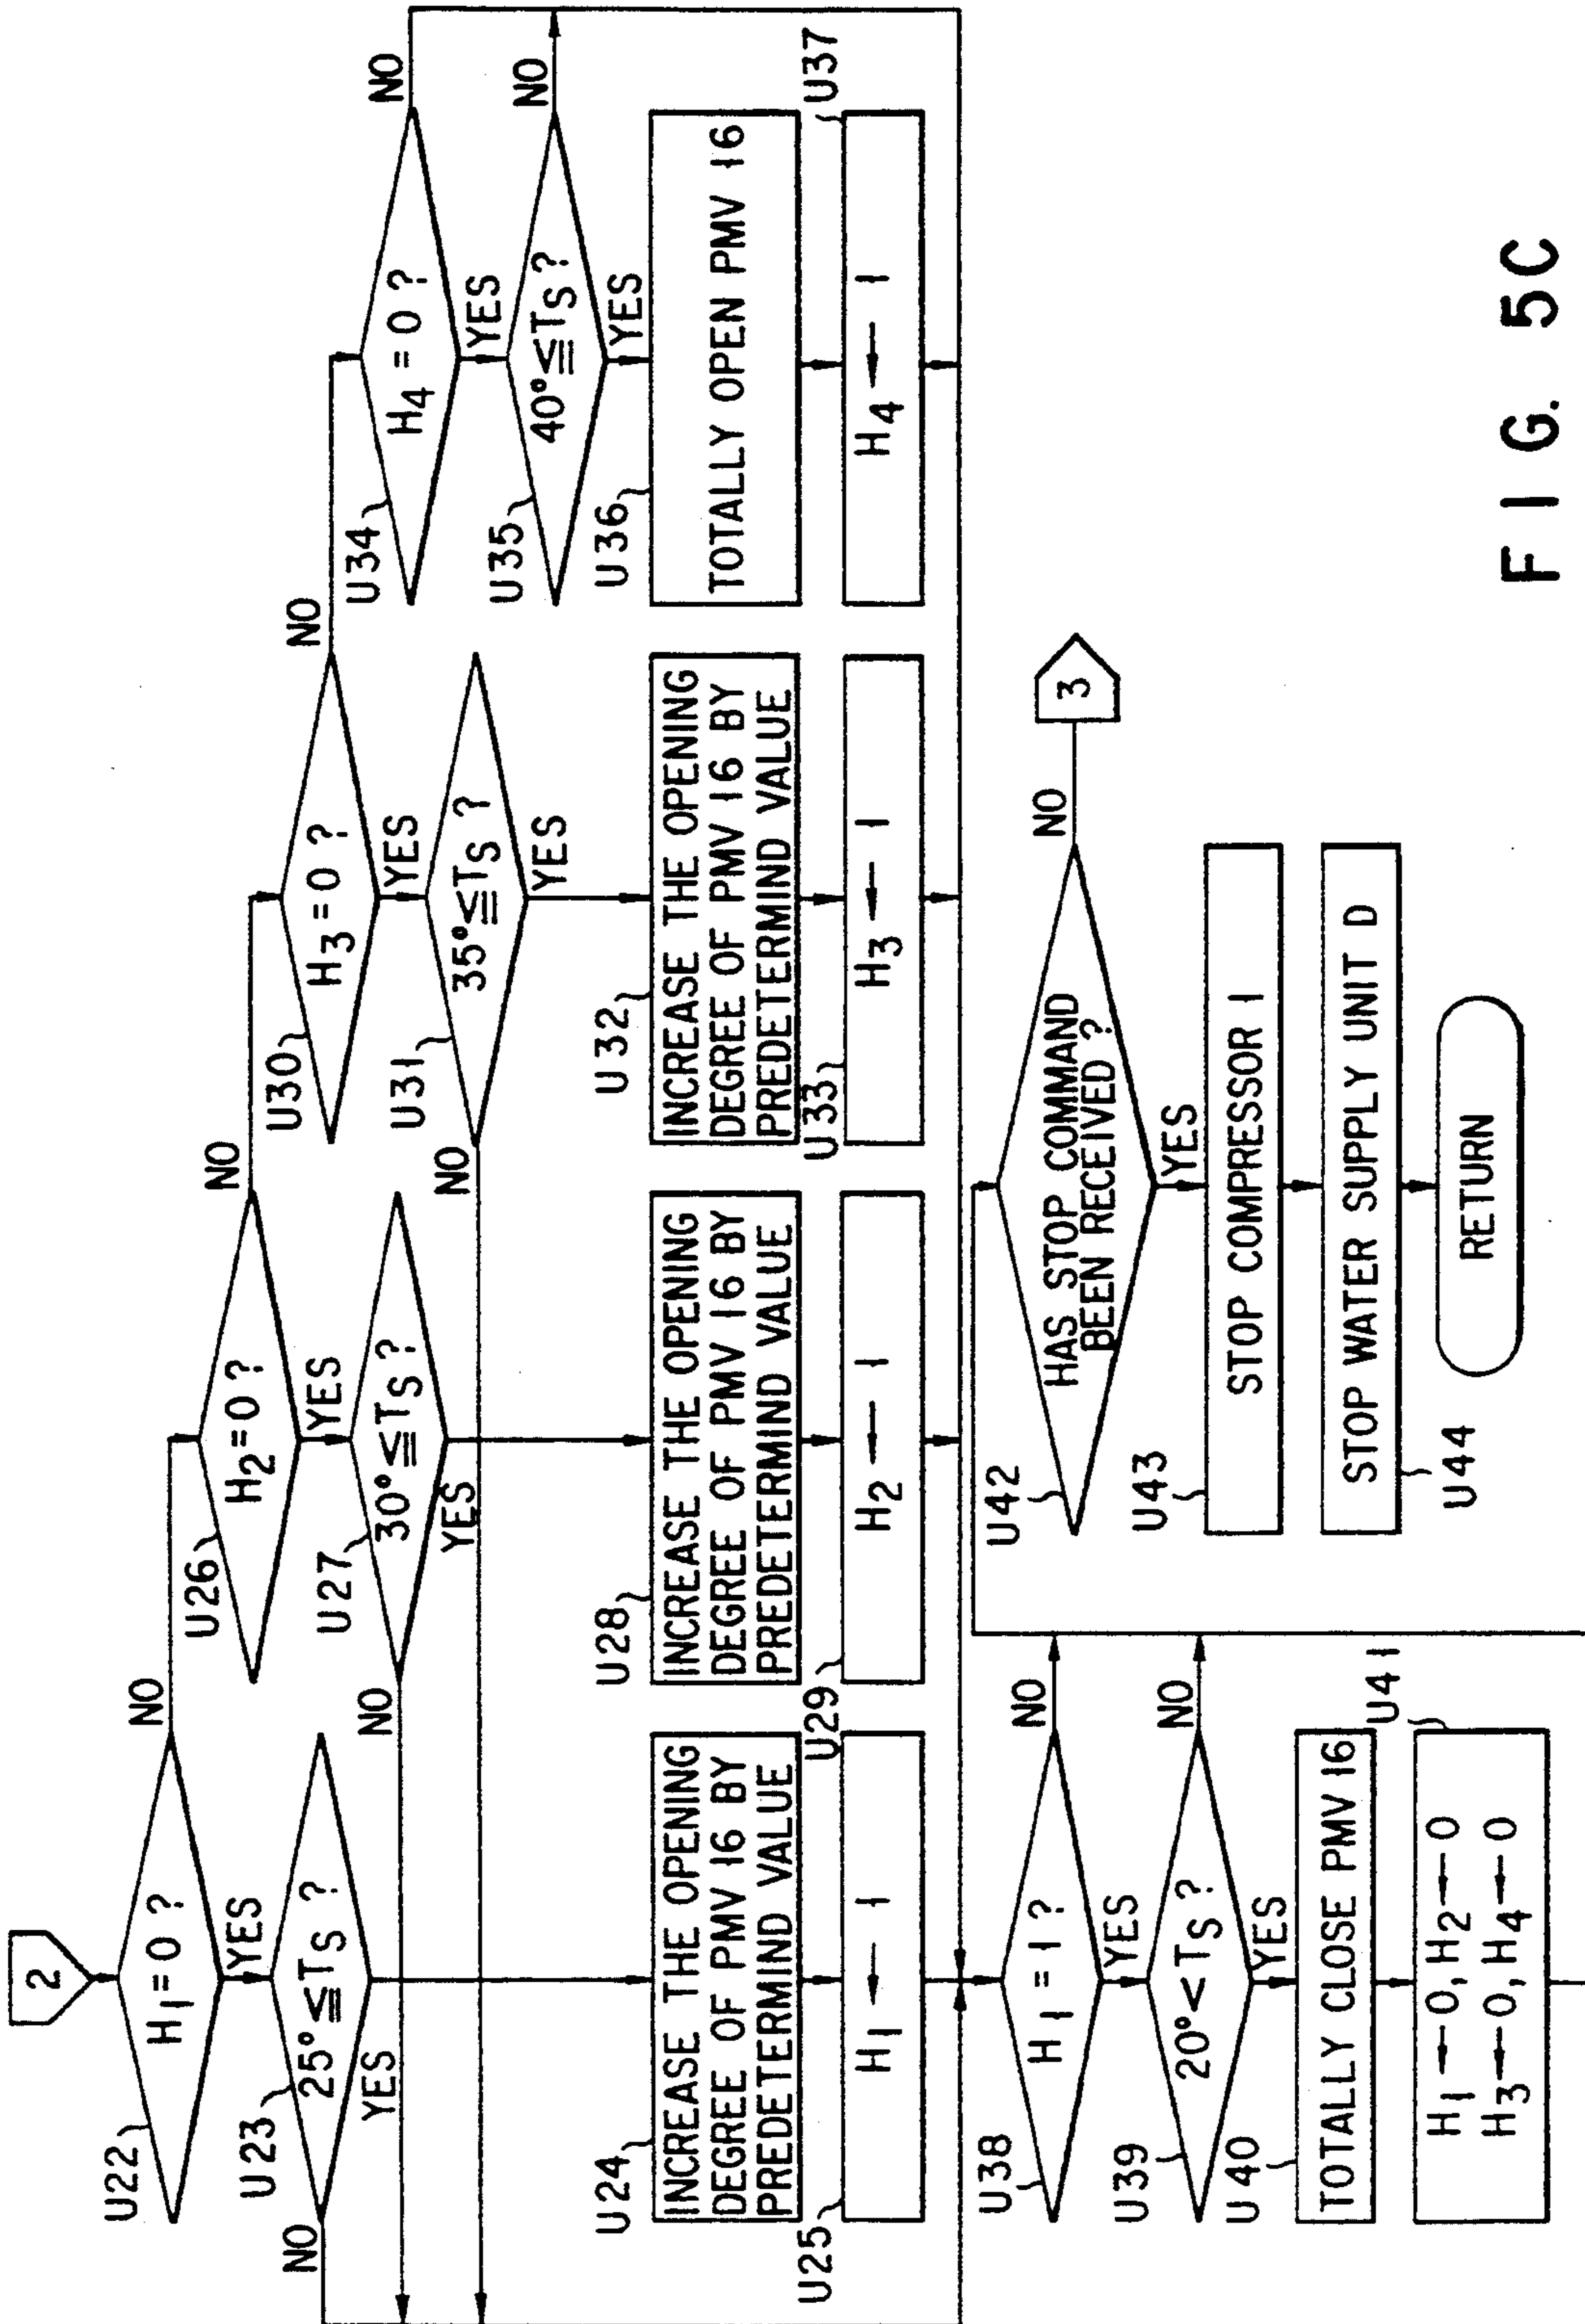 2
U22
H1=0 ?
NO
YES
U23
25°≦TS ?
NO
YES
U24
INCREASE THE OPENING
DEGREE OF PMV 16 BY
PREDETERMIND VALUE
U25
H1 ← 1
U26
H2=0 ?
NO
YES
U27
30°≦TS ?
NO
YES
U28
INCREASE THE OPENING
DEGREE OF PMV 16 BY
PREDETERMIND VALUE
U29
H2 ← 1
U30
H3=0 ?
NO
YES
U31
35°≦TS ?
NO
YES
U32
INCREASE THE OPENING
DEGREE OF PMV 16 BY
PREDETERMIND VALUE
U33
H3 ← 1
U34
H4 = 0 ?
NO
YES
U35
40°≦TS ?
NO
YES
U36
TOTALLY OPEN PMV 16
U37
H4 ← 1
U38
H1 = 1 ?
NO
YES
U39
20°<TS ?
NO
YES
U40
TOTALLY CLOSE PMV 16
U41
H1←0, H2←0
H3←0, H4←0
U42
HAS STOP COMMAND
BEEN RECEIVED ?
NO
3
YES
U43
STOP COMPRESSOR 1
STOP WATER SUPPLY UNIT D
U44
RETURN
FIG. 5C